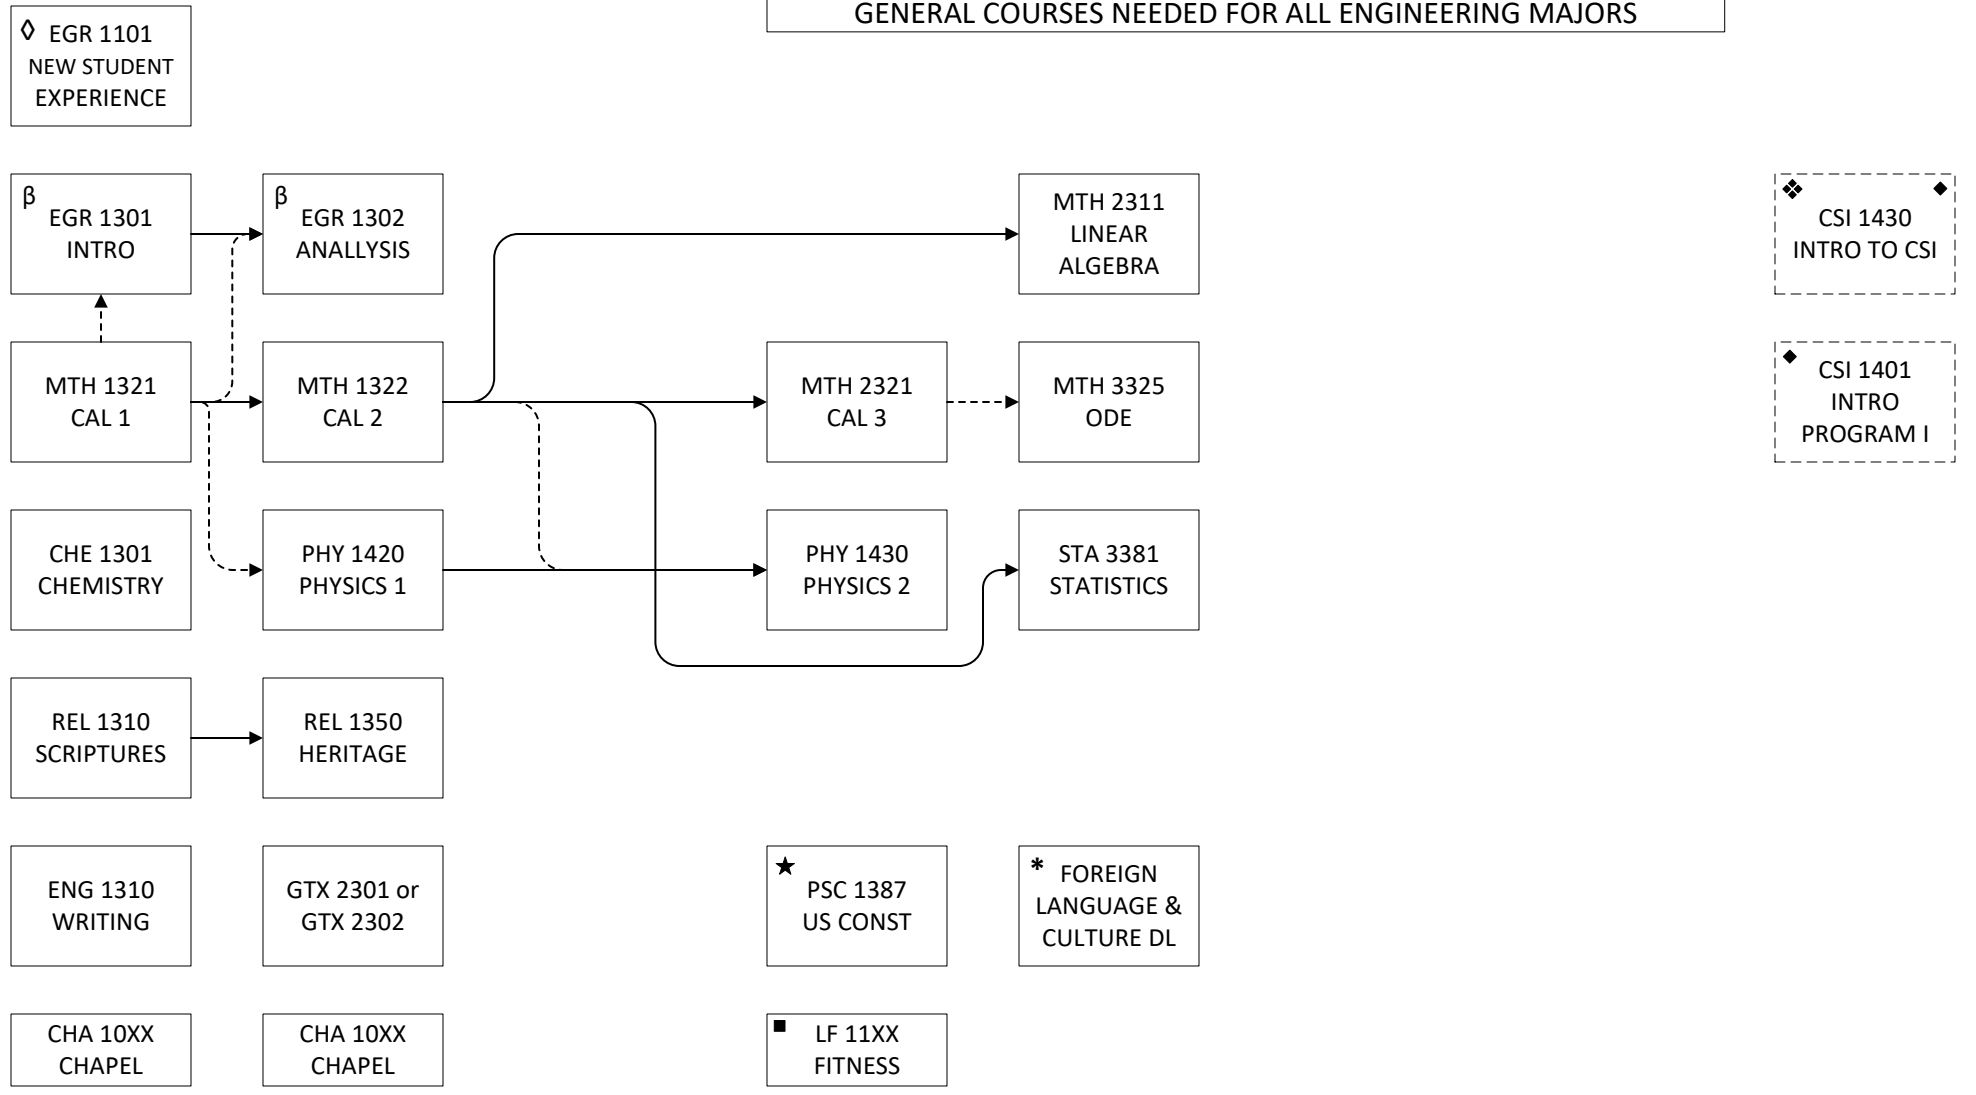 GENERAL COURSES NEEDED FOR ALL ENGINEERING MAJORS
◊ EGR 1101
NEW STUDENT
EXPERIENCE
β
EGR 1301
INTRO
β
EGR 1302
ANALLYSIS
MTH 2311
LINEAR
ALGEBRA
❖ ◆
CSI 1430
INTRO TO CSI
MTH 1321
CAL 1
MTH 1322
CAL 2
MTH 2321
CAL 3
MTH 3325
ODE
◆
CSI 1401
INTRO
PROGRAM I
CHE 1301
CHEMISTRY
PHY 1420
PHYSICS 1
PHY 1430
PHYSICS 2
STA 3381
STATISTICS
REL 1310
SCRIPTURES
REL 1350
HERITAGE
ENG 1310
WRITING
GTX 2301 or
GTX 2302
★
PSC 1387
US CONST
* FOREIGN
LANGUAGE &
CULTURE DL
CHA 10XX
CHAPEL
CHA 10XX
CHAPEL
■ LF 11XX
FITNESS